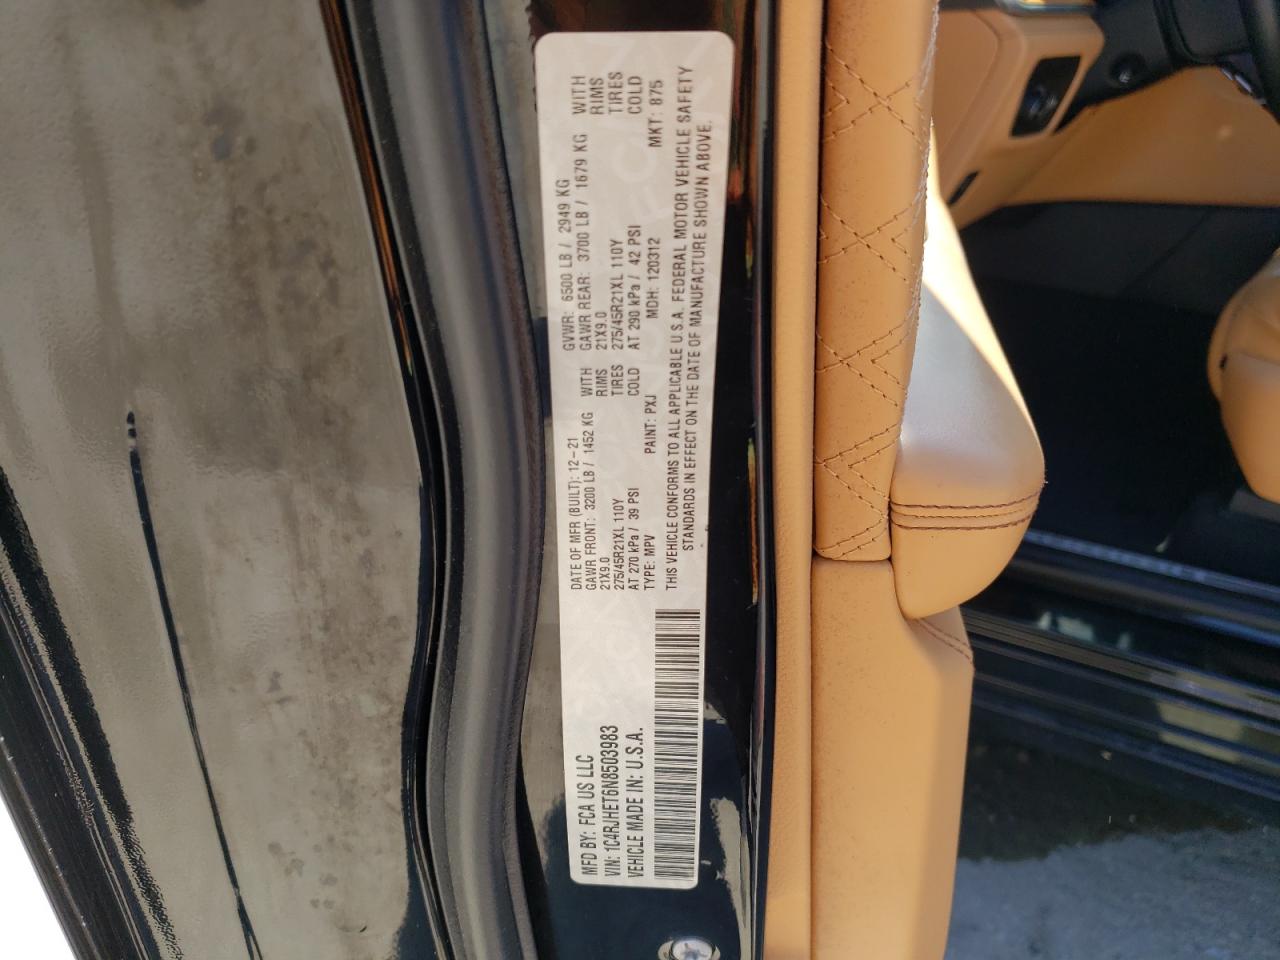 MFD BY: FCA US LLC
VIN: 1C4RJHET6N8503983
VEHICLE MADE IN: U.S.A.
DATE OF MFR (BUILT): 12-21 GVWR: 6500 LB / 2949 KG
GAWR FRONT: 3200 LB / 1452 KG WITH GAWR REAR: 3700 LB / 1679 KG WITH
21X9.0 RIMS 21X9.0 RIMS
275/45R21XL 110Y TIRES 275/45R21XL 110Y TIRES
AT 270 kPa / 39 PSI COLD AT 290 kPa / 42 PSI COLD
TYPE: MPV PAINT: PXJ MDH: 120312 MKT: 875
THIS VEHICLE CONFORMS TO ALL APPLICABLE U.S.A. FEDERAL MOTOR VEHICLE SAFETY
STANDARDS IN EFFECT ON THE DATE OF MANUFACTURE SHOWN ABOVE.